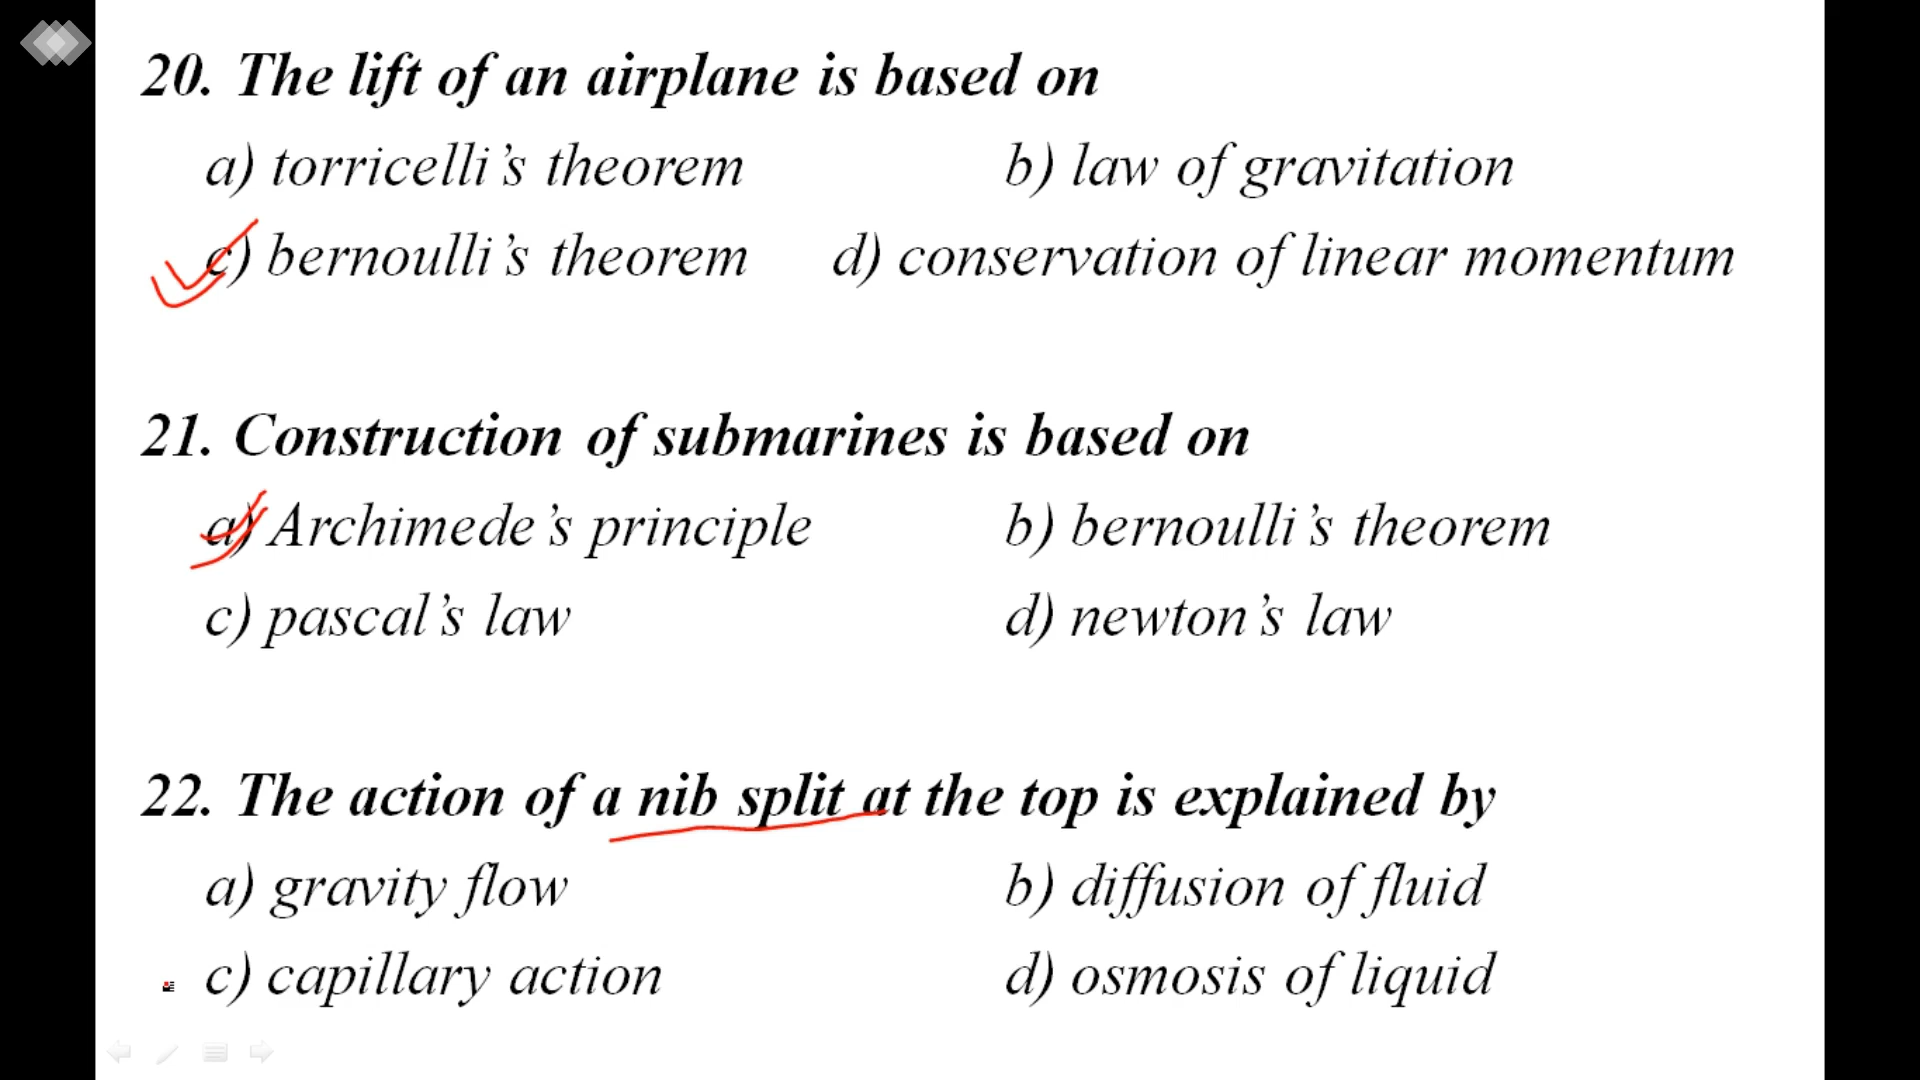 20. The lift of an airplane is based on
a) torricelli’s theorem b) law of gravitation
c) bernoulli’s theorem d) conservation of linear momentum
21. Construction of submarines is based on
a) Archimede’s principle b) bernoulli’s theorem
c) pascal’s law d) newton’s law
22. The action of a nib split at the top is explained by
a) gravity flow b) diffusion of fluid
c) capillary action d) osmosis of liquid